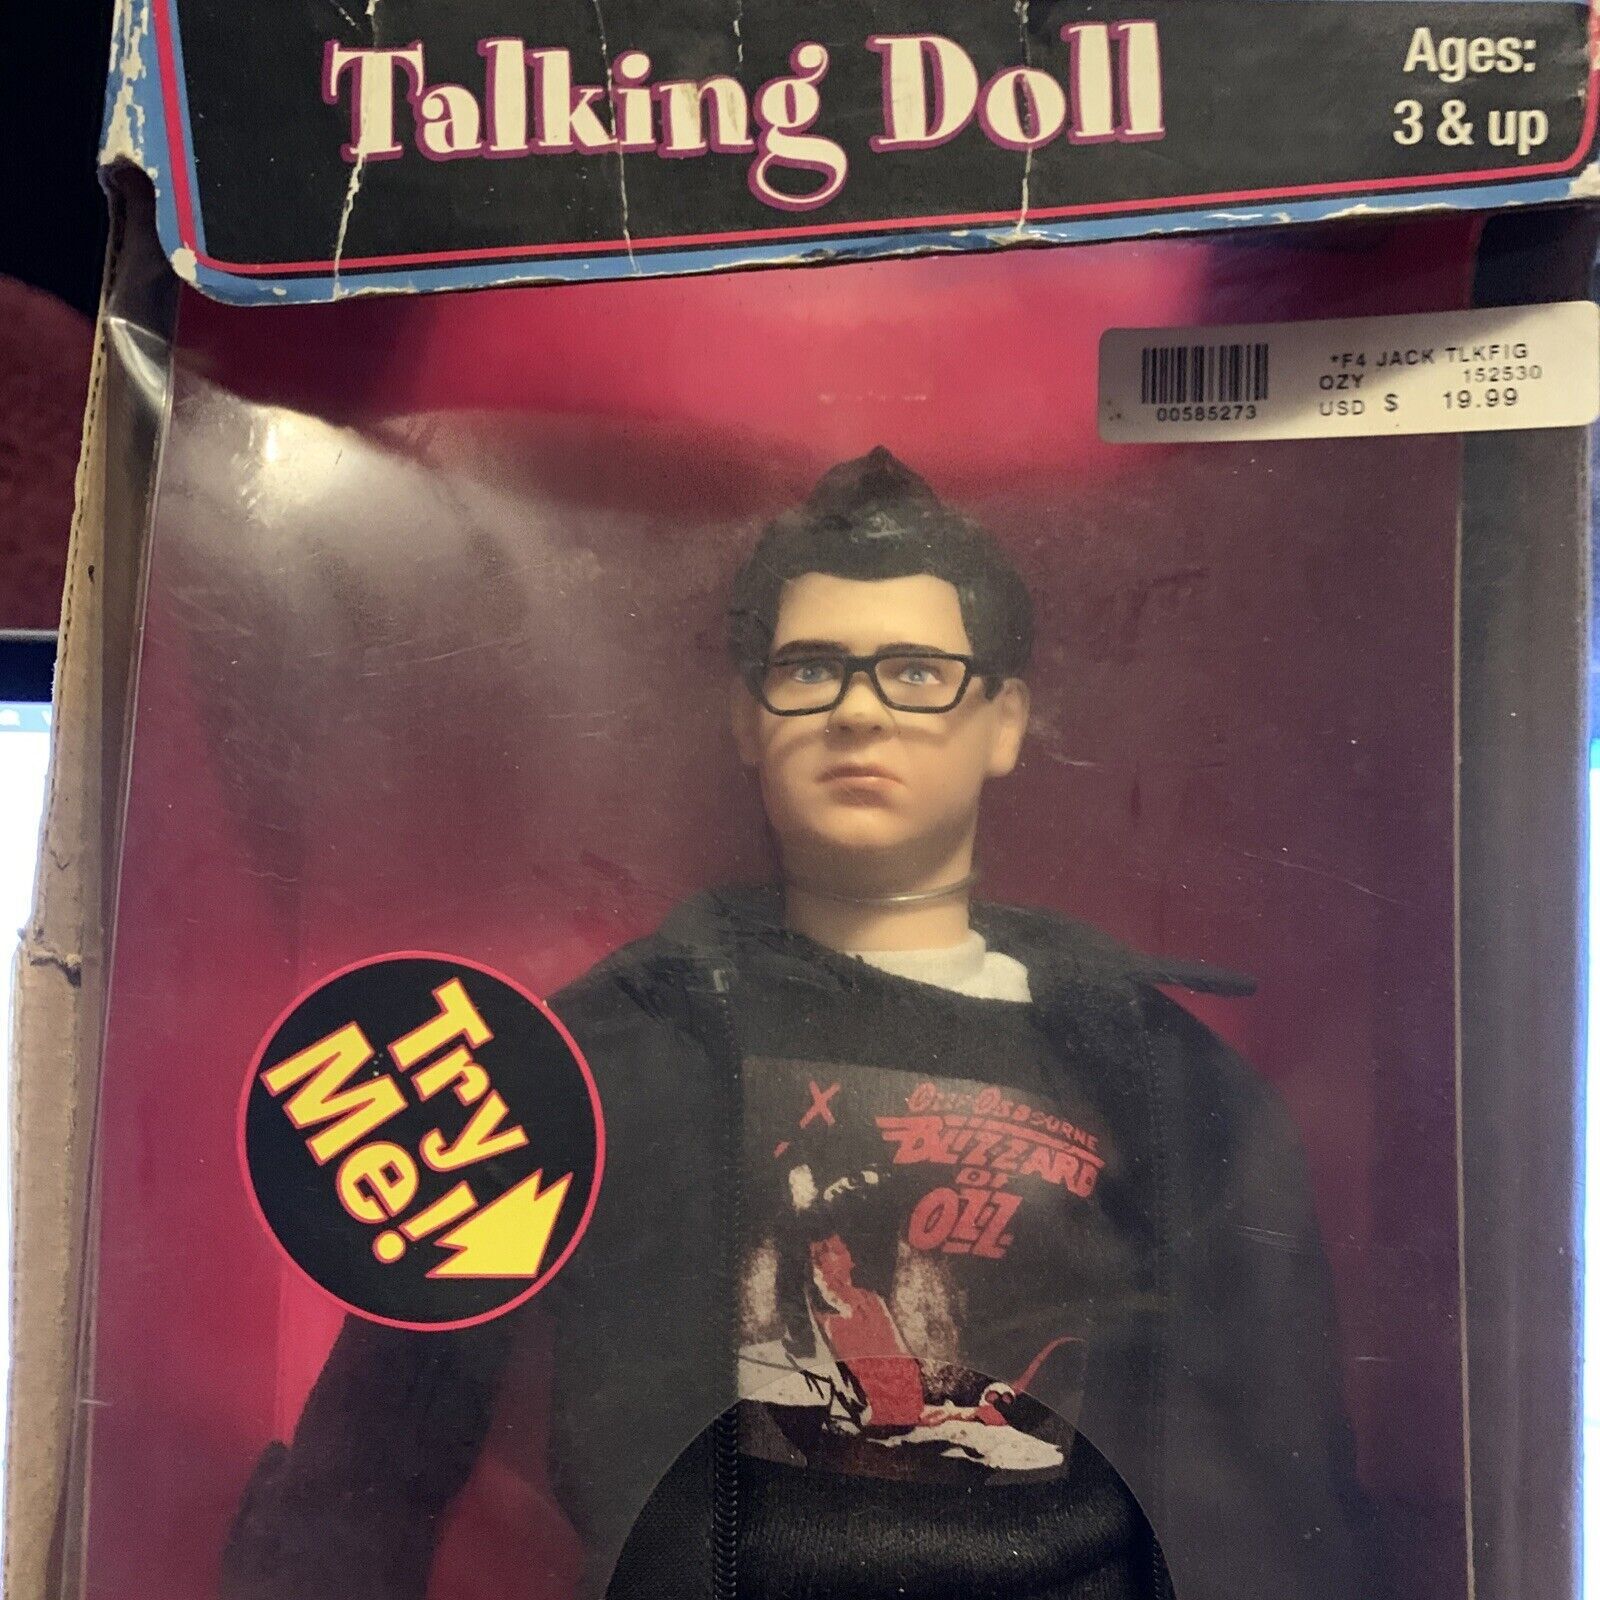 Talking Doll
Ages:
3 & up
*F4 JACK TLKFIG
OZY 152530
USD $ 19.99
00585273
Try
Me!
X
OZZY OSBOURNE
BLIZZARD
OF
OZZ